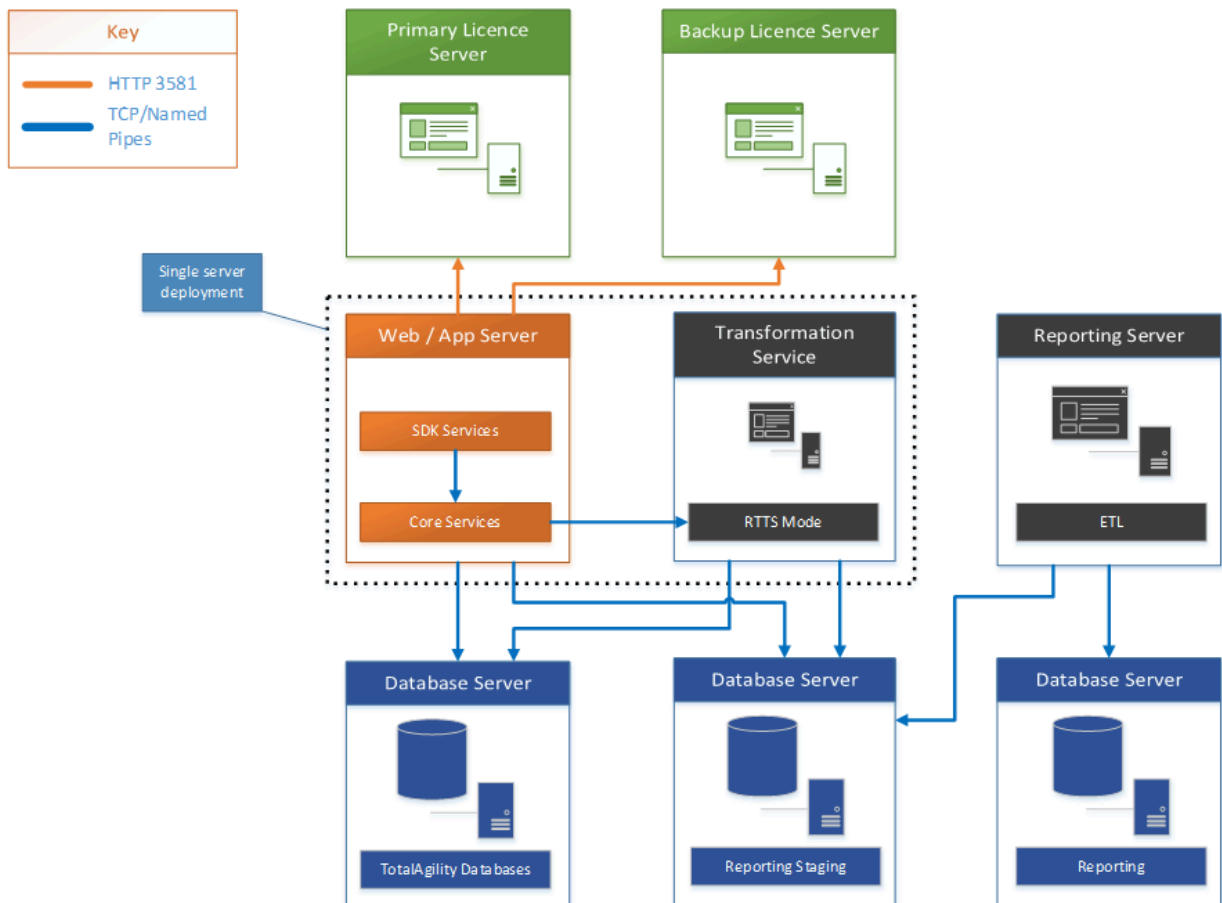 Key
HTTP 3581
TCP/Named
Pipes
Primary Licence
Server
Backup Licence Server
Single server
deployment
Web / App Server
SDK Services
Core Services
Transformation
Service
RTTS Mode
Reporting Server
ETL
Database Server
TotalAgility Databases
Database Server
Reporting Staging
Database Server
Reporting